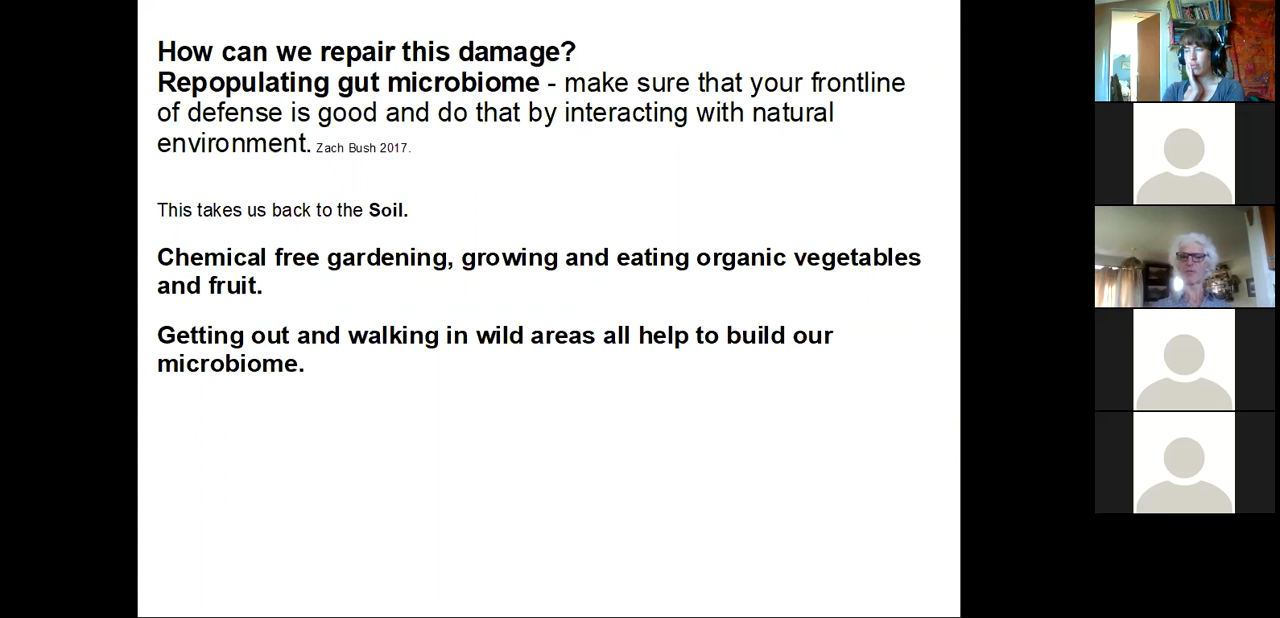 How can we repair this damage?
Repopulating gut microbiome - make sure that your frontline
of defense is good and do that by interacting with natural
environment. Zach Bush 2017.
This takes us back to the Soil.
Chemical free gardening, growing and eating organic vegetables
and fruit.
Getting out and walking in wild areas all help to build our
microbiome.